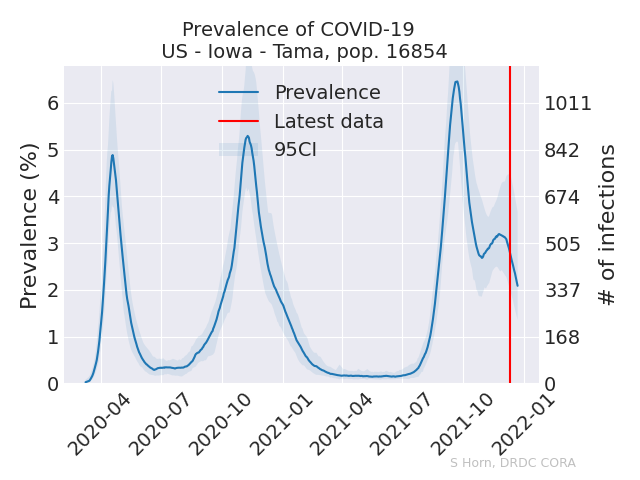 Prevalence of COVID-19
US - Iowa - Tama, pop. 16854
Prevalence
Latest data
95CI
Prevalence (%)
6
5
4
3
2
1
0
1011
842
674
505
337
168
0
# of infections
2020-04
2020-07
2020-10
2021-01
2021-04
2021-07
2021-10
2022-01
S Horn, DRDC CORA